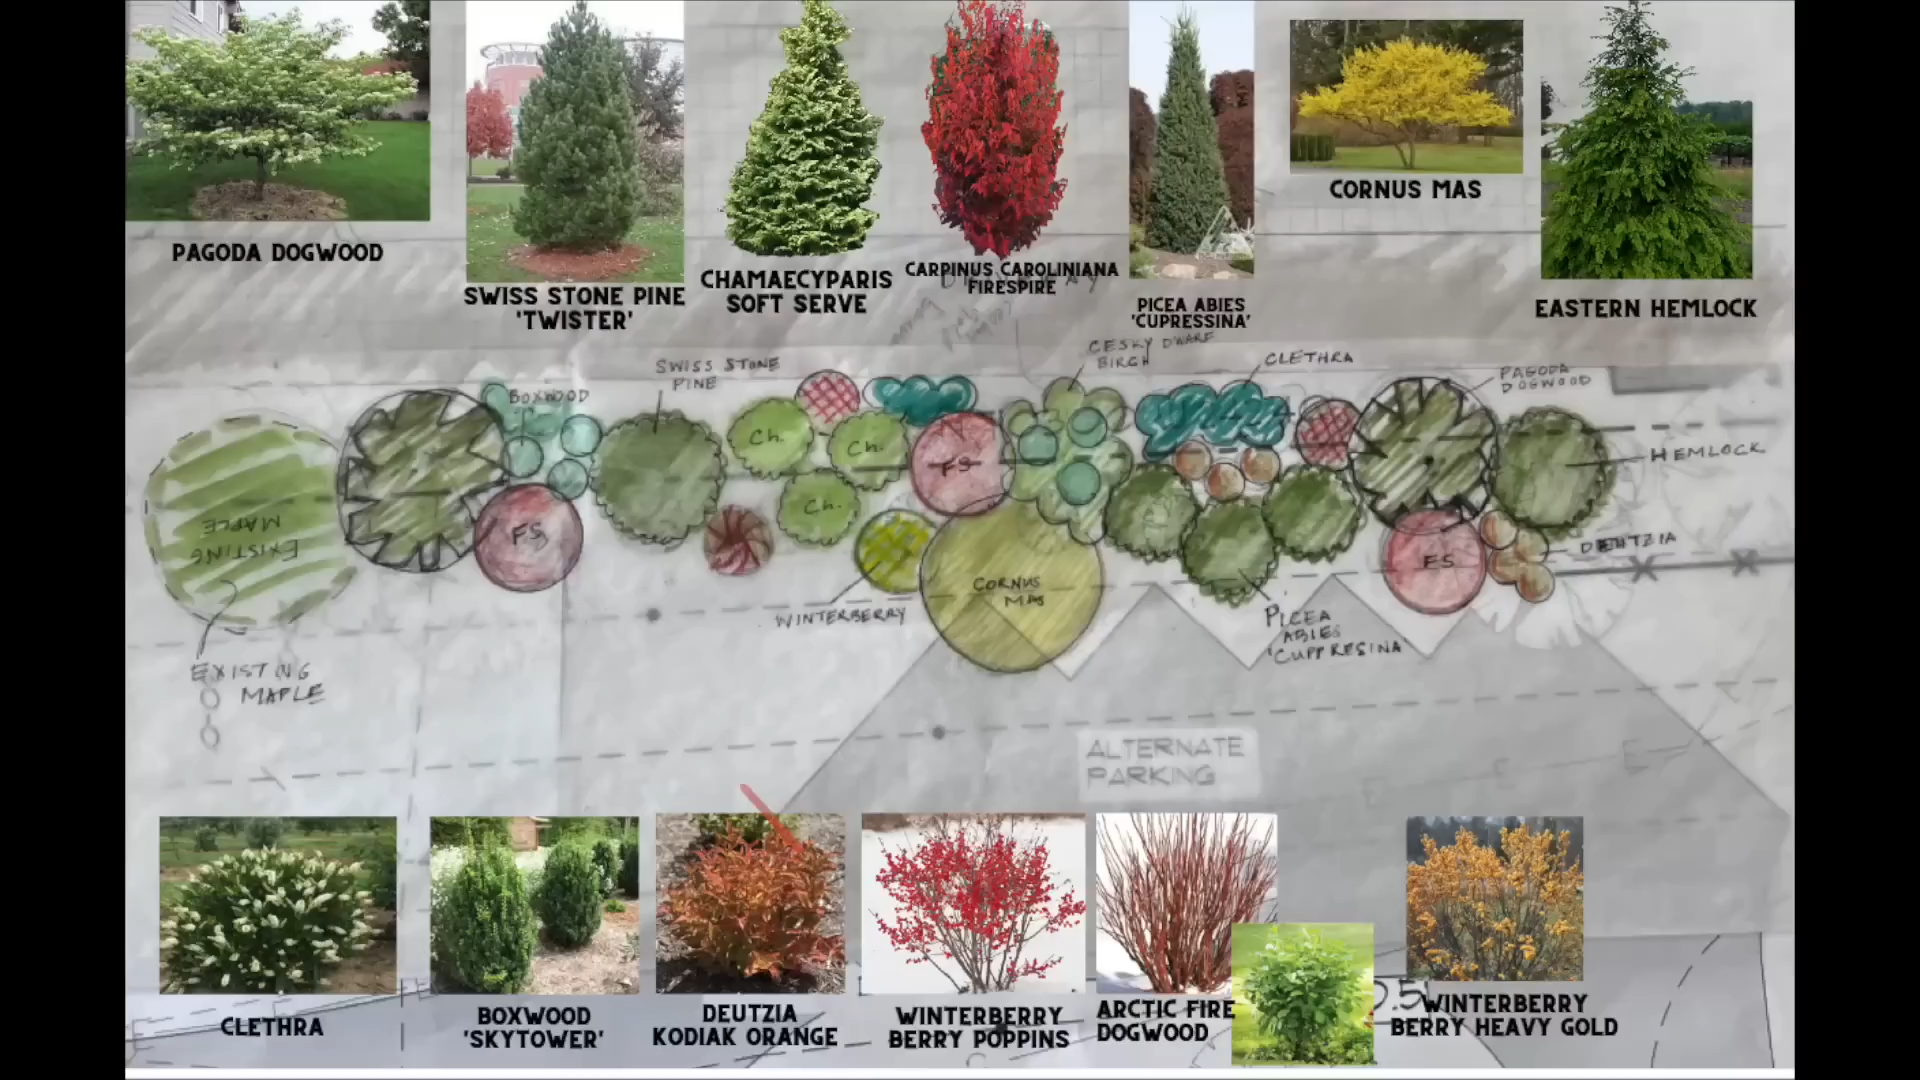 PAGODA DOGWOOD
SWISS STONE PINE
'TWISTER'
CHAMAECYPARIS
SOFT SERVE
CARPINUS CAROLINIANA
FIRESPIRE
PICEA ABIES
'CUPRESSINA'
CORNUS MAS
EASTERN HEMLOCK
SWISS STONE
PINE
CESKY DWARF
BIRCH
CLETHRA
PAGODA
DOGWOOD
BOXWOOD
Ch.
Ch.
Ch.
FS
FS
FS
HEMLOCK
DEUTZIA
EXISTING
MAPLE
CORNUS
MAS
WINTERBERRY
PICEA
ABIES
'CUPPRESINA'
EXISTING
MAPLE
ALTERNATE
PARKING
CLETHRA
BOXWOOD
'SKYTOWER'
DEUTZIA
KODIAK ORANGE
WINTERBERRY
BERRY POPPINS
ARCTIC FIRE
DOGWOOD
0.5
WINTERBERRY
BERRY HEAVY GOLD